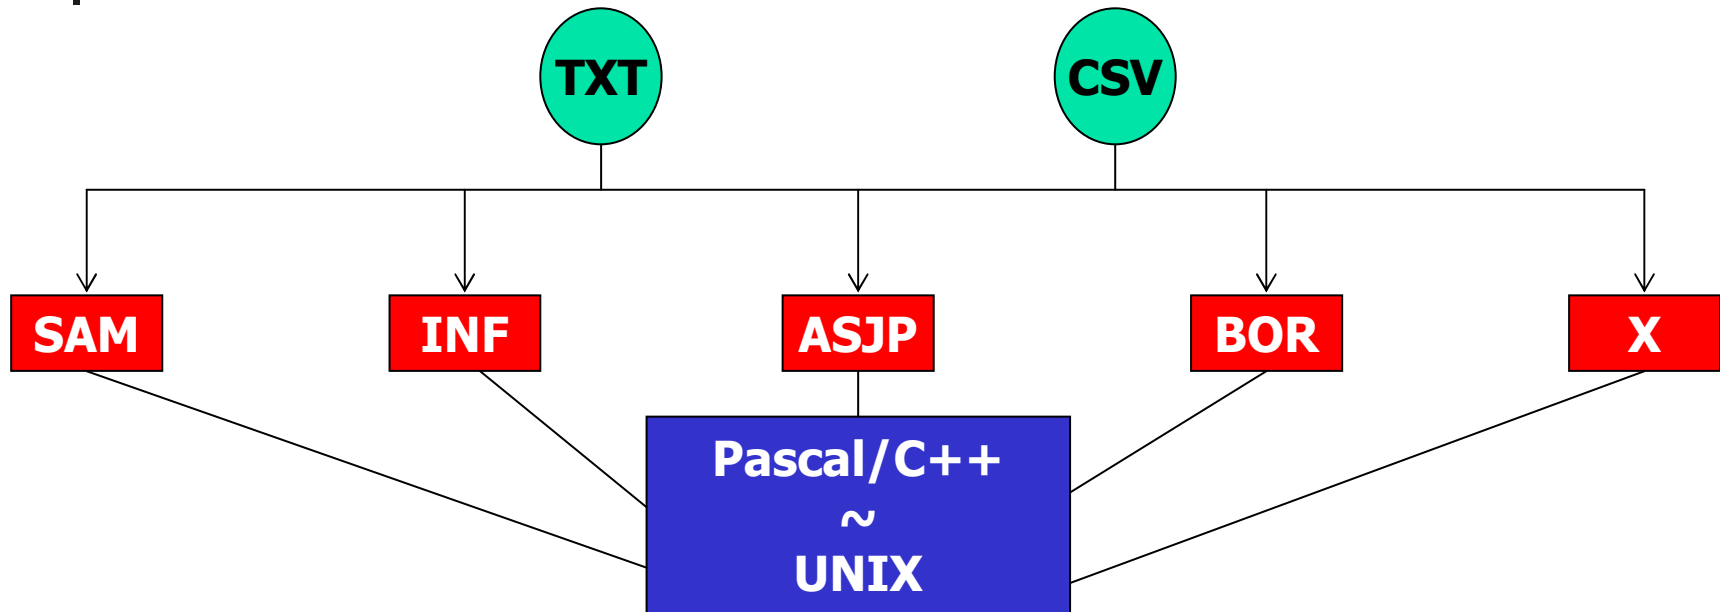 TXT
CSV
SAM
INF
ASJP
BOR
X
Pascal/C++
~
UNIX